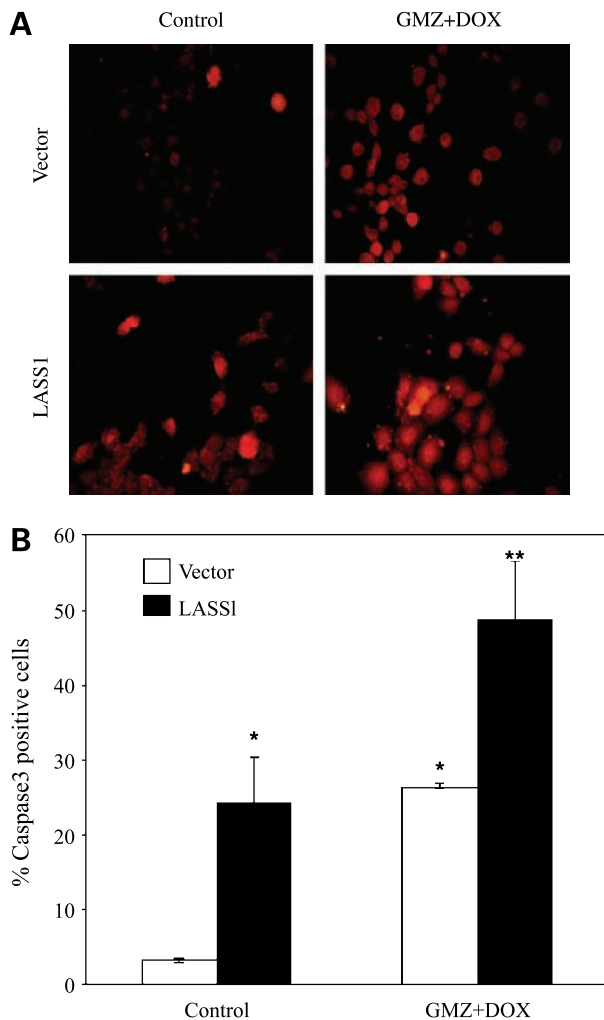 A
Control GMZ+DOX
Vector
LASS1
B
% Caspase3 positive cells
60
50
40
30
20
10
0
Vector
LASSl
*
*
**
Control GMZ+DOX